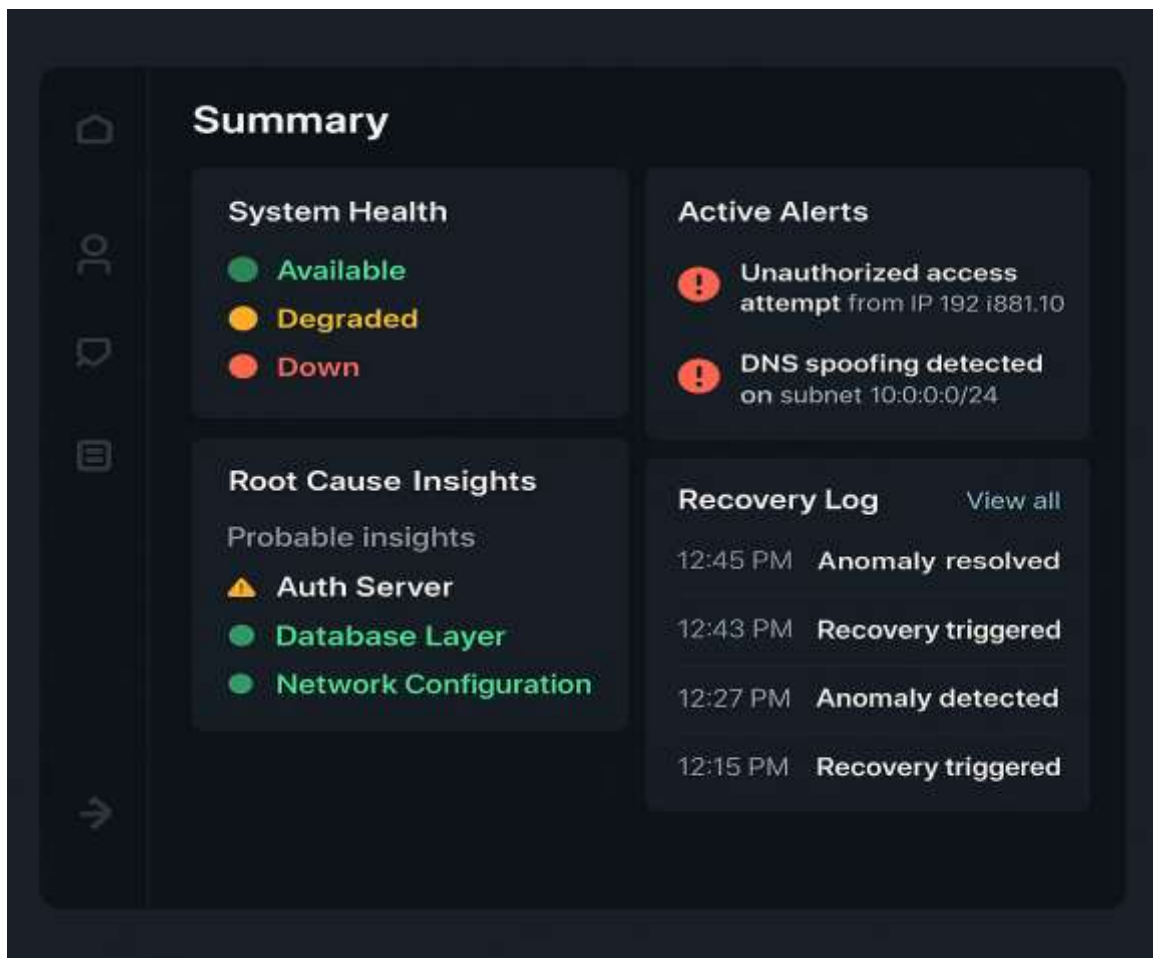 Summary
System Health
Available
Degraded
Down
Active Alerts
Unauthorized access
attempt from IP 192 i881.10
DNS spoofing detected
on subnet 10:0:0:0/24
Root Cause Insights
Probable insights
Auth Server
Database Layer
Network Configuration
Recovery Log View all
12:45 PM Anomaly resolved
12:43 PM Recovery triggered
12:27 PM Anomaly detected
12:15 PM Recovery triggered